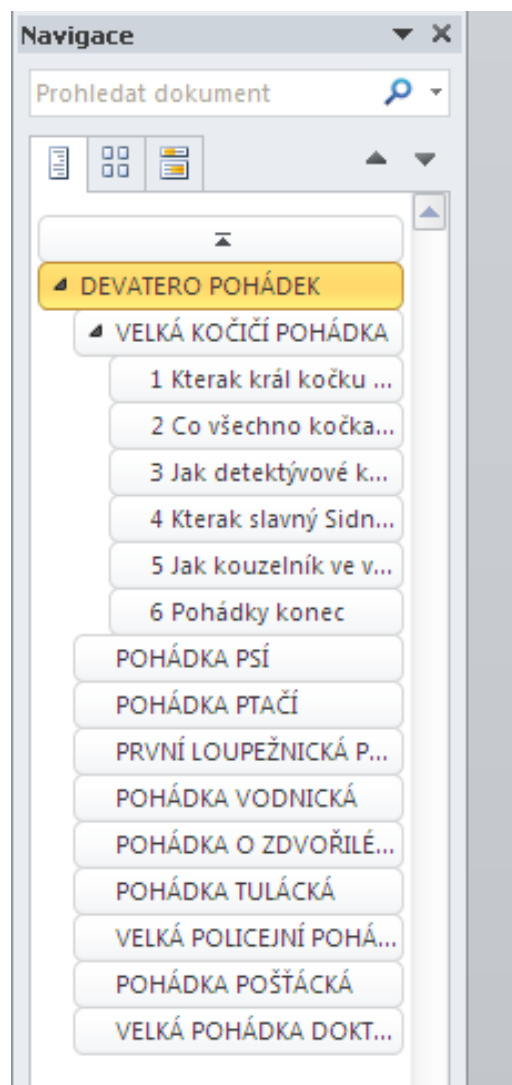 Navigace
Prohledat dokument
DEVATERO POHÁDEK
VELKÁ KOČIČÍ POHÁDKA
1 Kterak král kočku ...
2 Co všechno kočka...
3 Jak detektývové k...
4 Kterak slavný Sidn...
5 Jak kouzelník ve v...
6 Pohádky konec
POHÁDKA PSÍ
POHÁDKA PTAČÍ
PRVNÍ LOUPEŽNICKÁ P...
POHÁDKA VODNICKÁ
POHÁDKA O ZDVOŘILÉ...
POHÁDKA TULÁCKÁ
VELKÁ POLICEJNÍ POHÁ...
POHÁDKA POŠŤÁCKÁ
VELKÁ POHÁDKA DOKT...